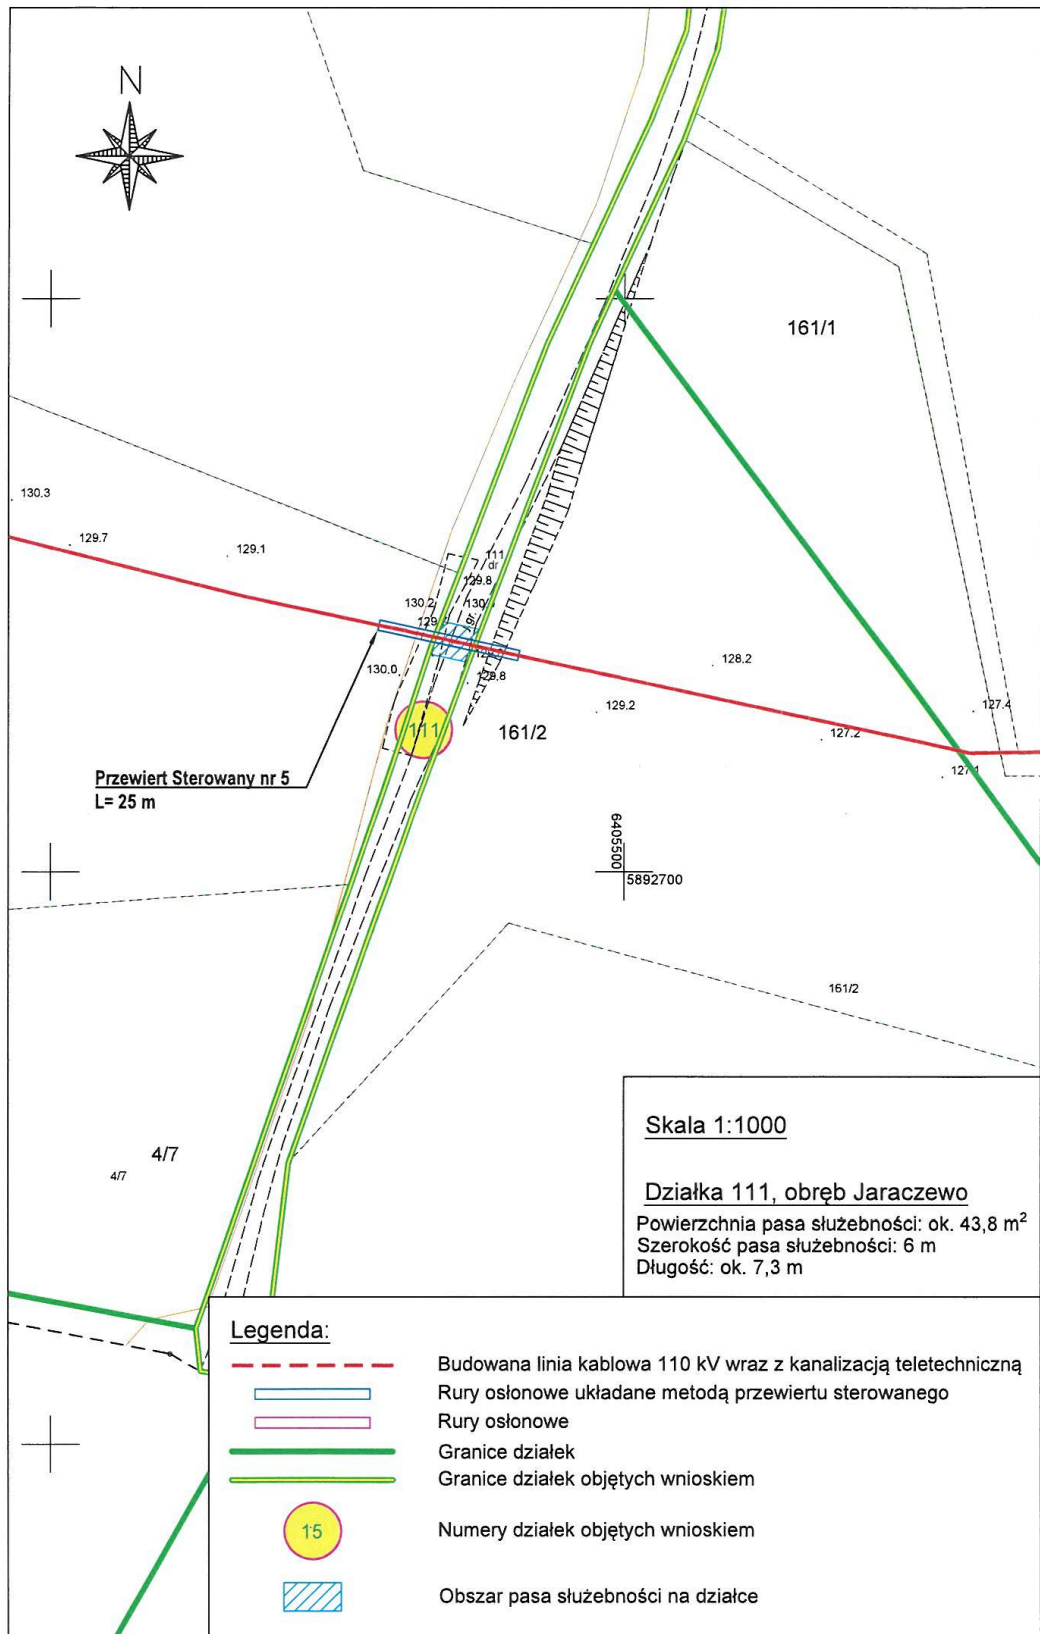 N
161/1
130.3
129.7
129.1
111
dr
129.8
130.2
130.
129
gr.
130.0
129.8
128.2
129.2
127.4
127.2
127.1
111
161/2
Przewiert Sterowany nr 5
L= 25 m
6405500
5892700
161/2
4/7
4/7
Skala 1:1000
Działka 111, obręb Jaraczewo
Powierzchnia pasa służebności: ok. 43,8 m²
Szerokość pasa służebności: 6 m
Długość: ok. 7,3 m
Legenda:
Budowana linia kablowa 110 kV wraz z kanalizacją teletechniczną
Rury osłonowe układane metodą przewiertu sterowanego
Rury osłonowe
Granice działek
Granice działek objętych wnioskiem
15
Numery działek objętych wnioskiem
Obszar pasa służebności na działce